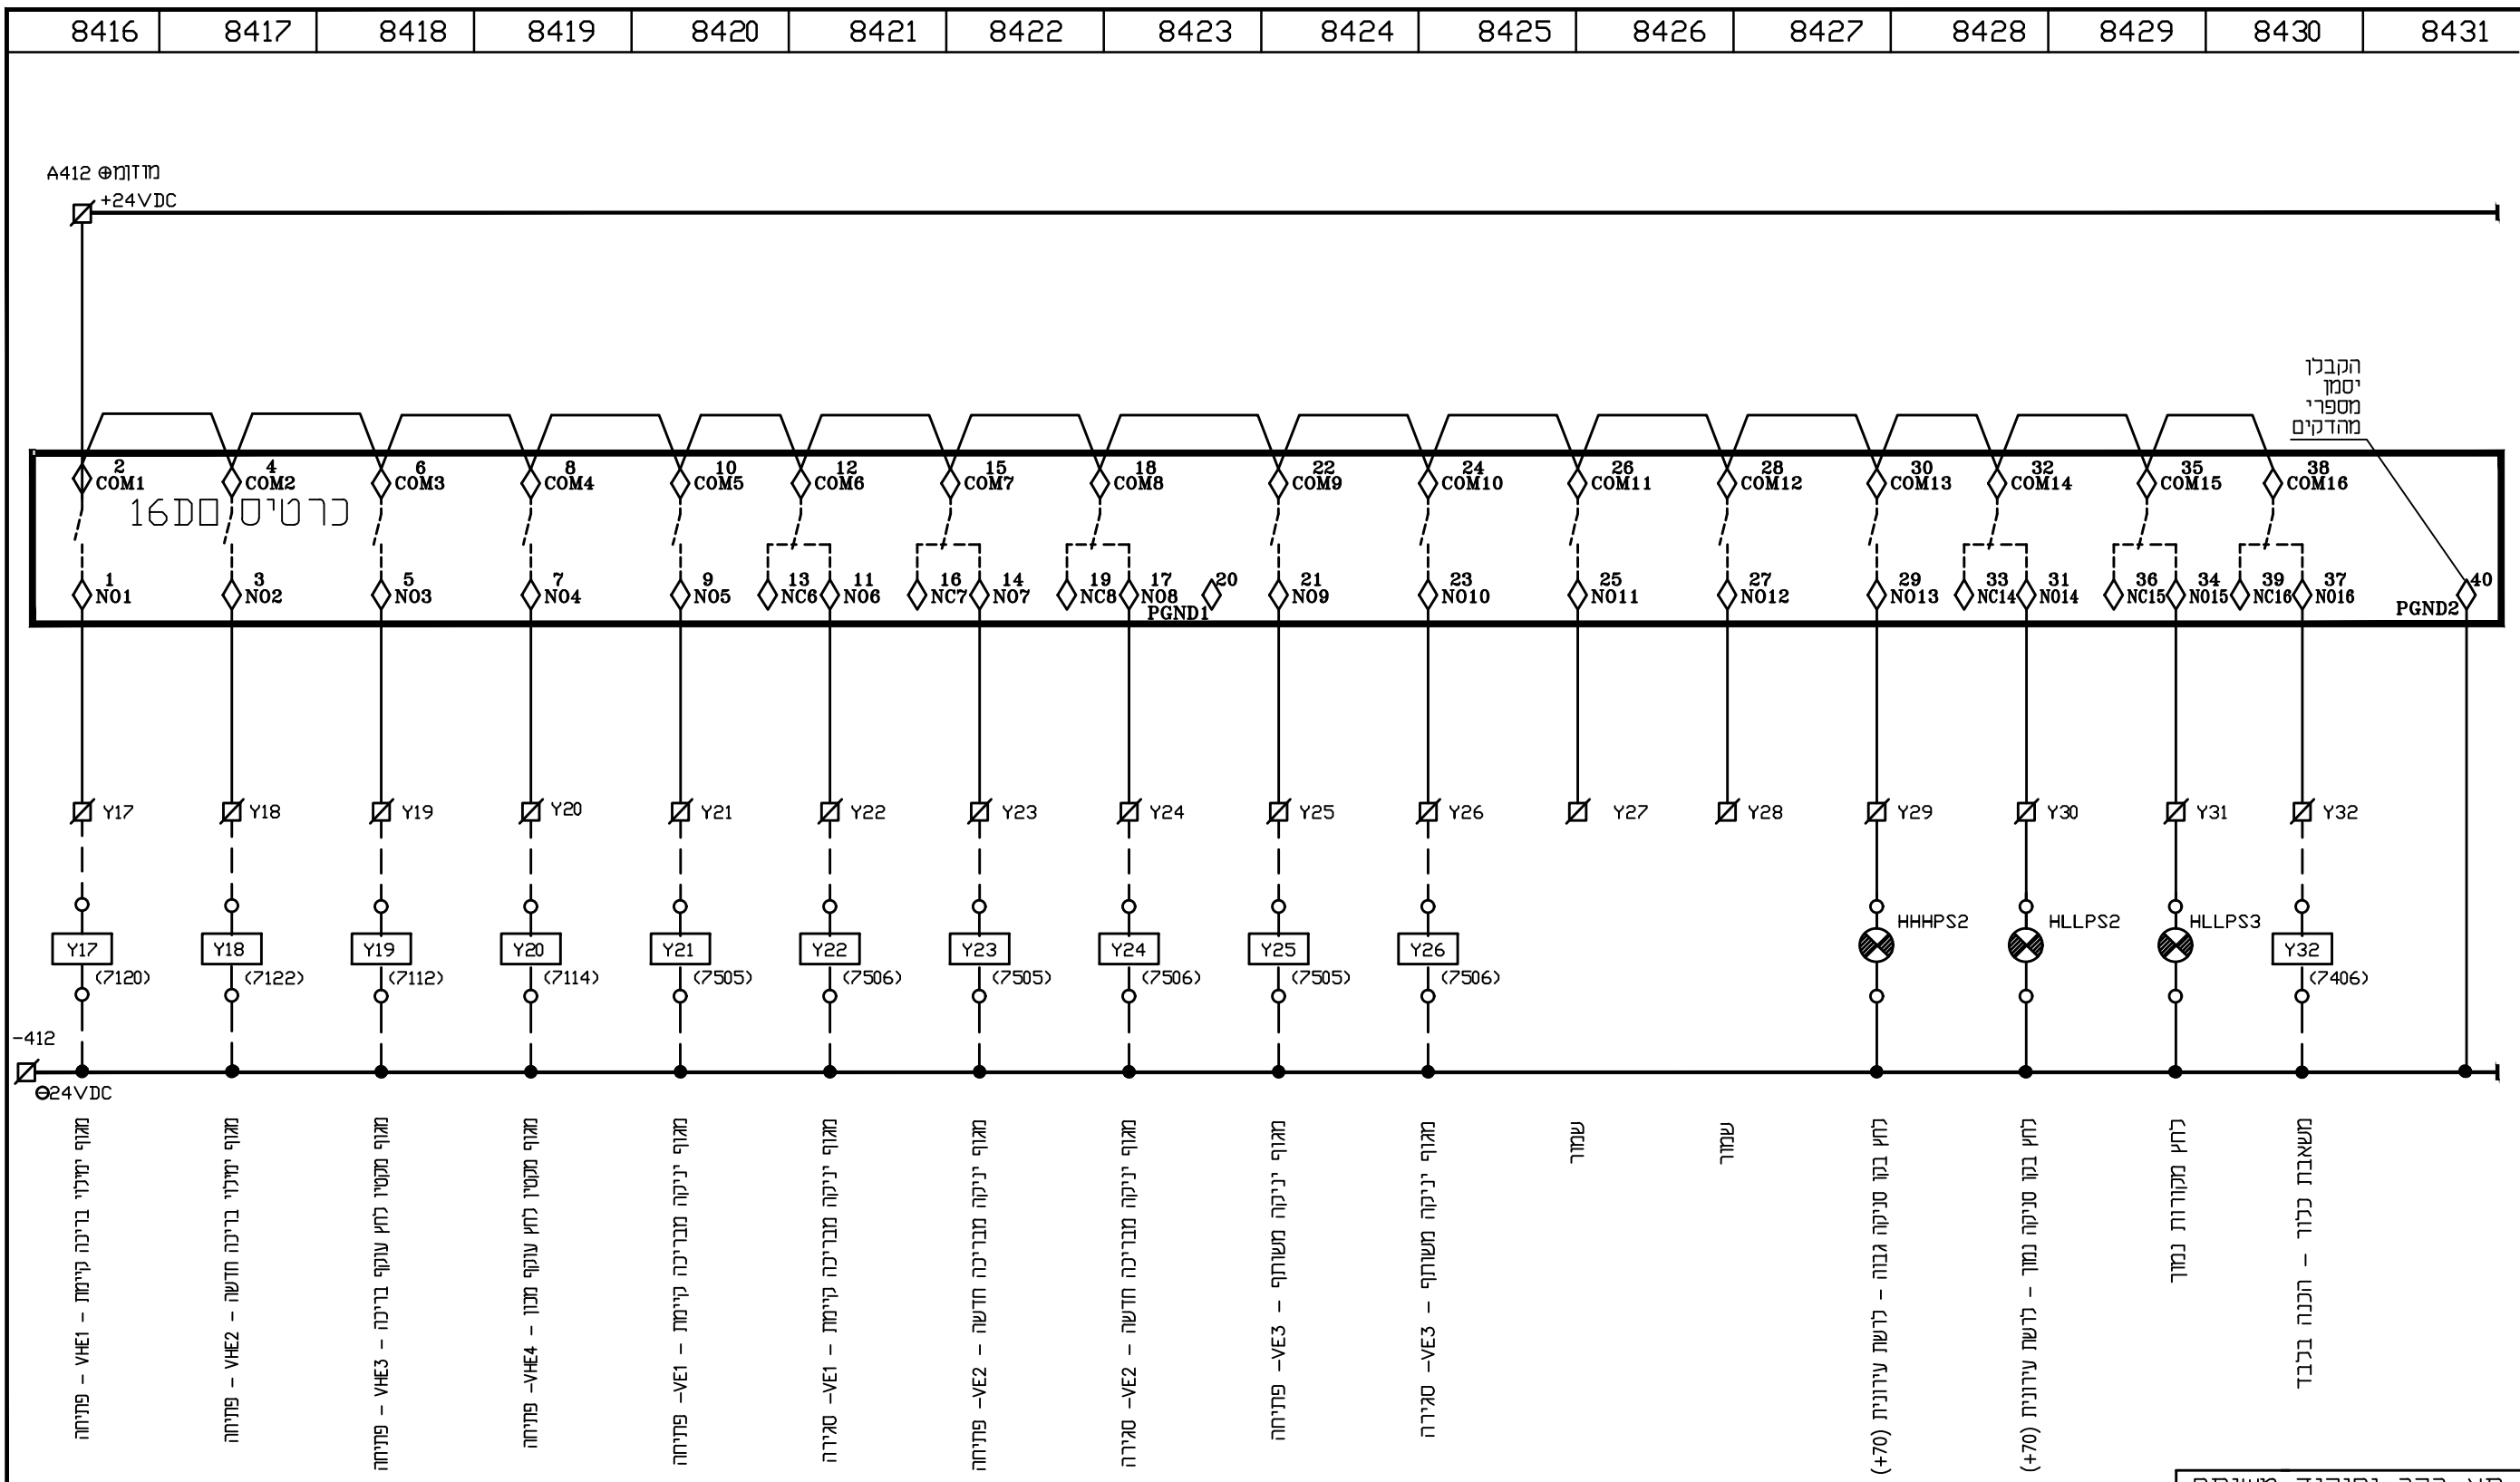 8416 8417 8418 8419 8420 8421 8422 8423 8424 8425 8426 8427 8428 8429 8430 8431
A412 ⊕מוזמ
+24VDC
הקבלן
יסמן
מספרי
מהדקים
2 4 6 8 10 12 15 18 22 24 26 28 30 32 35 38
COM1 COM2 COM3 COM4 COM5 COM6 COM7 COM8 COM9 COM10 COM11 COM12 COM13 COM14 COM15 COM16
כרטיס 16DO
1 3 5 7 9 13 11 16 14 19 17 20 21 23 25 27 29 33 31 36 34 39 37 40
NO1 NO2 NO3 NO4 NO5 NC6 NO6 NC7 NO7 NC8 NO8 NO9 NO10 NO11 NO12 NO13 NC14 NO14 NC15 NO15 NC16 NO16
PGND1 PGND2
Y17 Y18 Y19 Y20 Y21 Y22 Y23 Y24 Y25 Y26 Y27 Y28 Y29 Y30 Y31 Y32
HHHPS2 HLLPS2 HLLPS3
Y17 Y18 Y19 Y20 Y21 Y22 Y23 Y24 Y25 Y26 Y32
(7120) (7122) (7112) (7114) (7505) (7506) (7505) (7506) (7505) (7506) (7406)
-412
⊖24VDC
מגוף ימילוי בריכה קיימת - VHE1 - פתיחה
מגוף ימילוי בריכה חדשה - VHE2 - פתיחה
מגוף מקטין לחץ עוקף בריכה - VHE3 - פתיחה
מגוף מקטין לחץ עוקף מכון - VHE4- פתיחה
מגוף יניקה מבריכה קיימת - VE1- פתיחה
מגוף יניקה מבריכה קיימת - VE1- סגירה
מגוף יניקה מבריכה חדשה - VE2- פתיחה
מגוף יניקה מבריכה חדשה - VE2- סגירה
מגוף יניקה משותף - VE3- פתיחה
מגוף יניקה משותף - VE3- סגירה
שמור
שמור
לחץ בקו סניקה גבוה - לרשת עירונית (70+)
לחץ בקו סניקה נמוך - לרשת עירונית (70+)
לחץ מקורות נמוך
משאבת כלור - הכנה בלבד